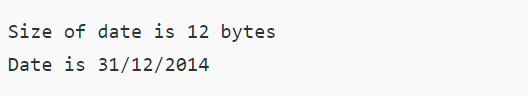 Size of date is 12 bytes
Date is 31/12/2014